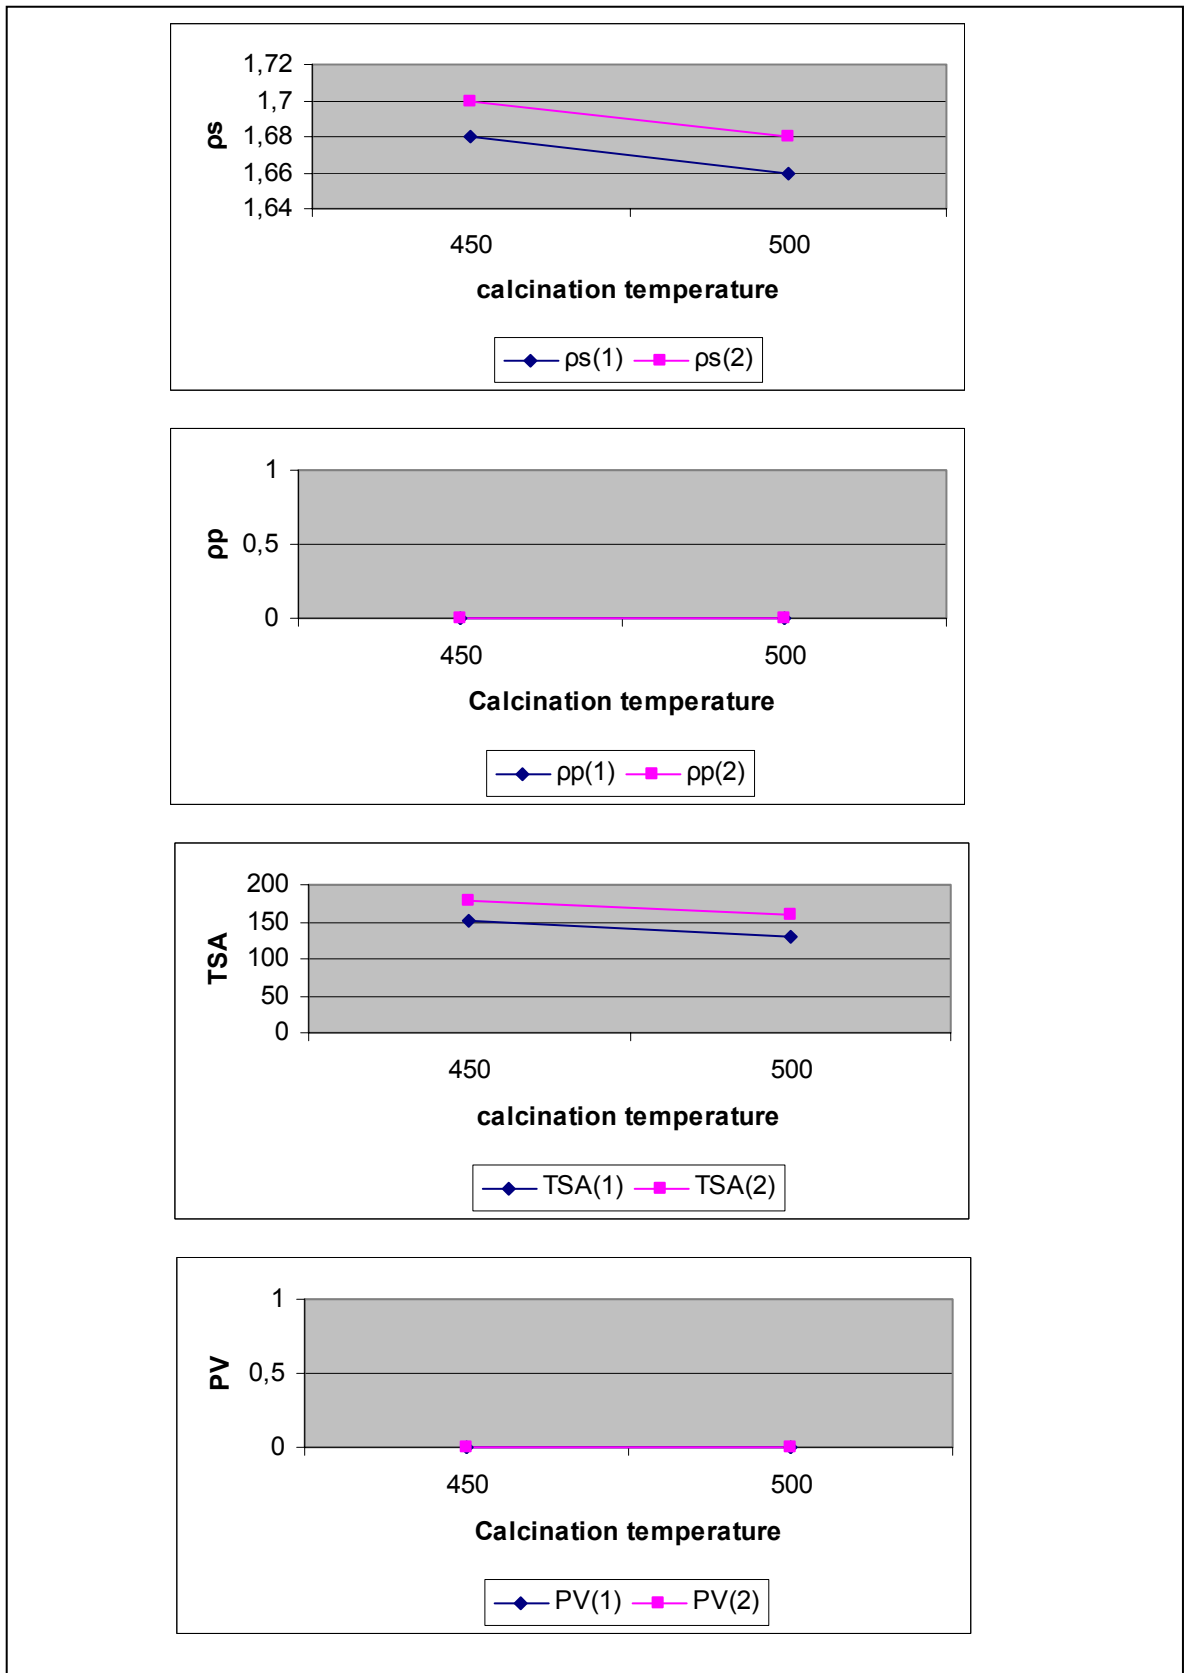 1,72
1,7
1,68
1,66
1,64
ρs
450 500
calcination temperature
ρs(1) ρs(2)
1
0,5
0
ρp
450 500
Calcination temperature
ρp(1) ρp(2)
200
150
100
50
0
TSA
450 500
calcination temperature
TSA(1) TSA(2)
1
0,5
0
PV
450 500
Calcination temperature
PV(1) PV(2)